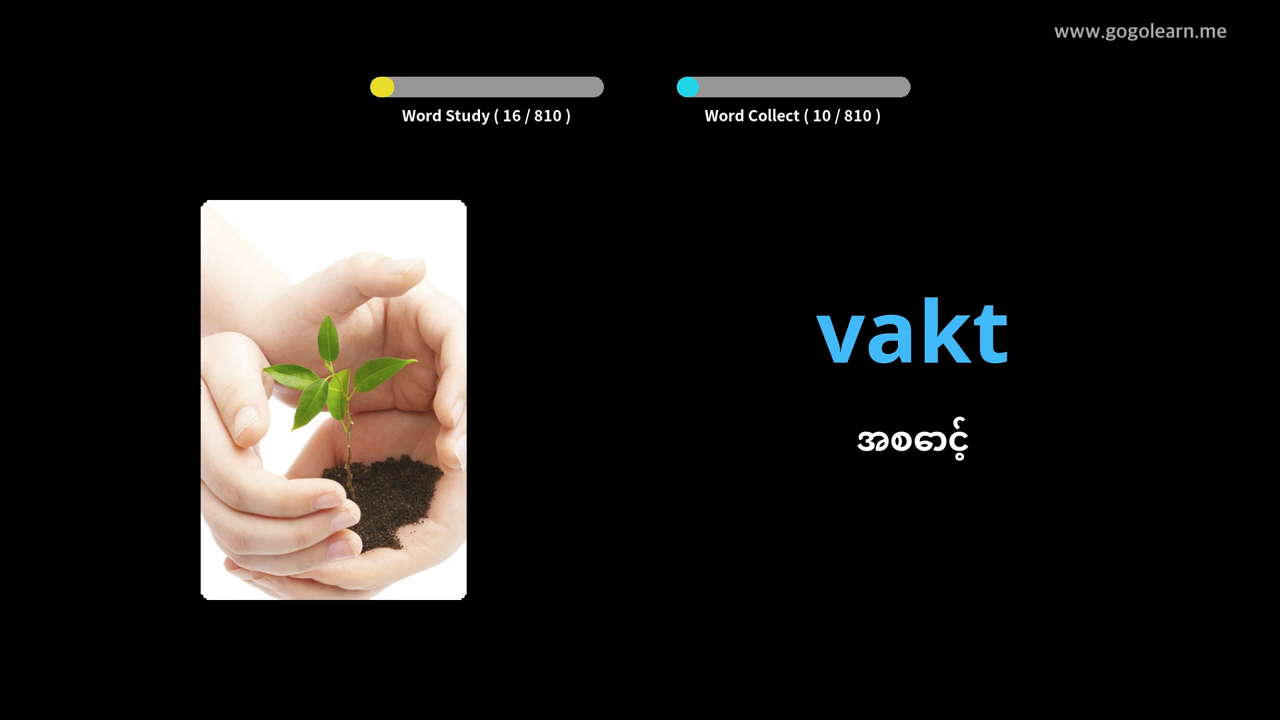 www.gogolearn.me
Word Study ( 16 / 810 )
Word Collect ( 10 / 810 )
vakt
အစောင့်